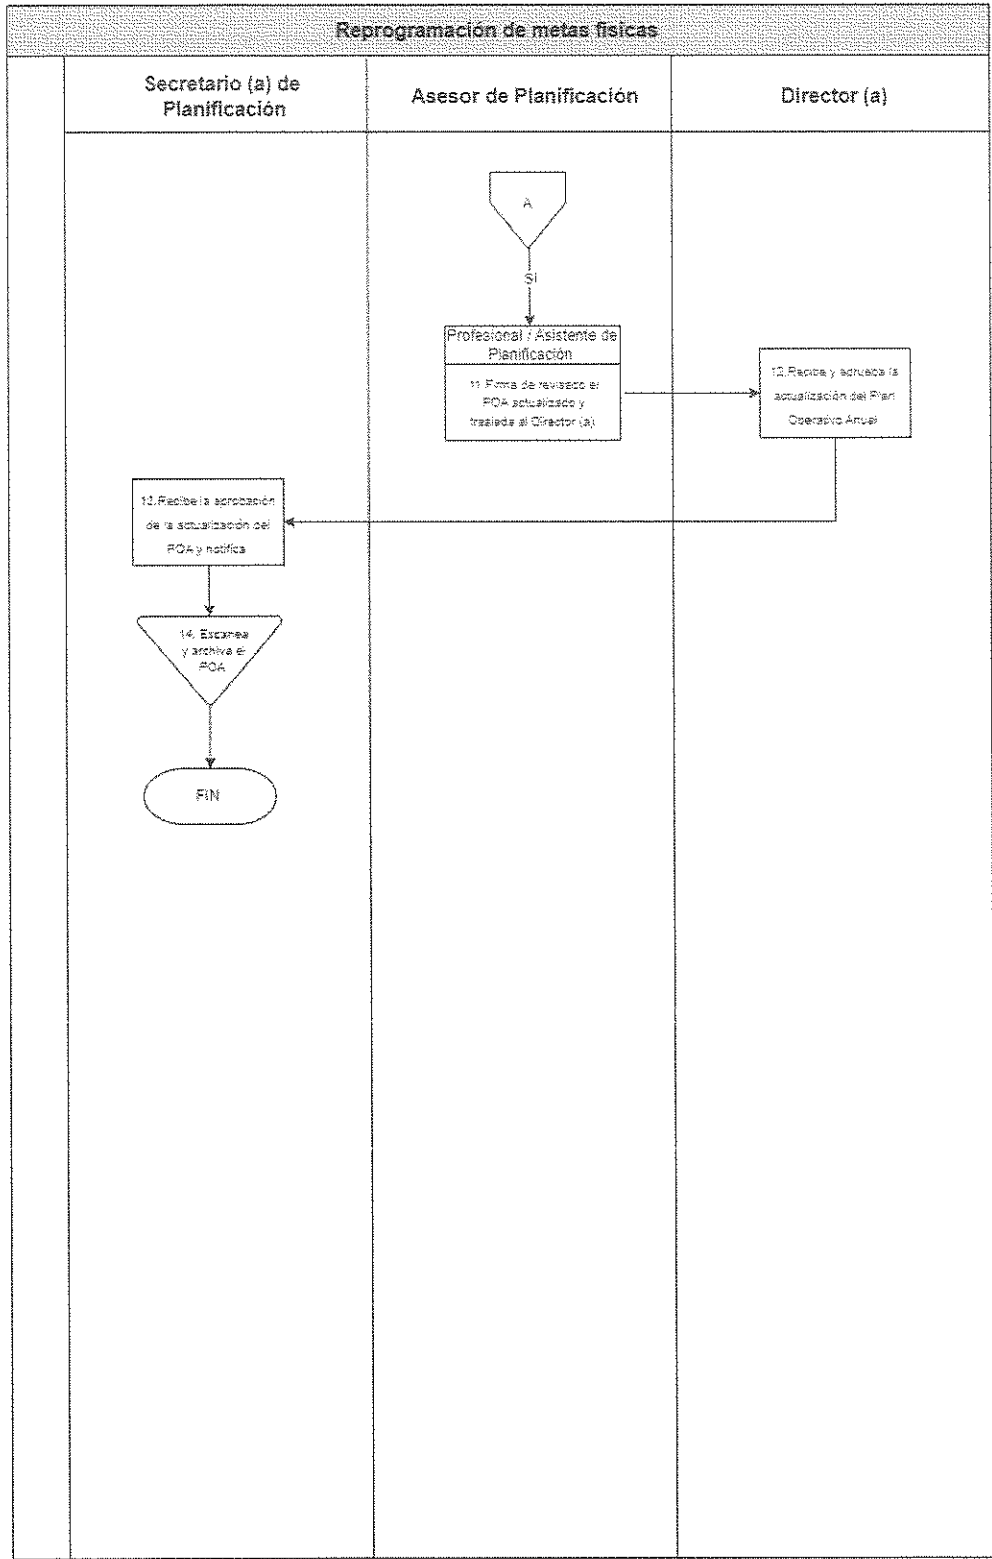 Reprogramación de metas físicas
Secretario (a) de
Planificación
Asesor de Planificación
Director (a)
A
SI
Profesional / Asistente de
Planificación
11.Firma de revisado el
POA actualizado y
traslada al Director (a)
12.Recibe y aprueba la
actualización del Plan
Operativo Anual
13.Recibe la aprobación
de la actualización del
POA y notifica
14. Escanea
y archiva el
POA
FIN